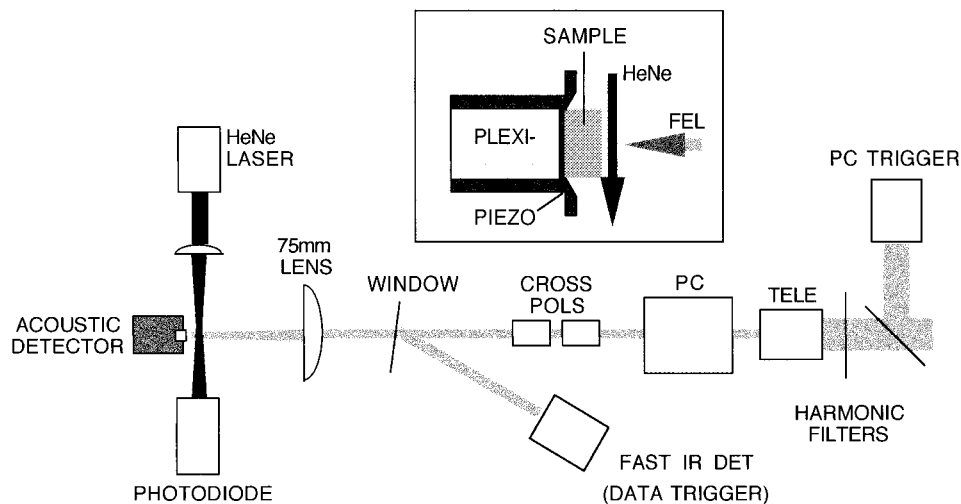 SAMPLE
HeNe
PLEXI-
FEL
PIEZO
HeNe
LASER
75mm
LENS
WINDOW
CROSS
POLS
PC
TELE
PC TRIGGER
ACOUSTIC
DETECTOR
HARMONIC
FILTERS
FAST IR DET
(DATA TRIGGER)
PHOTODIODE